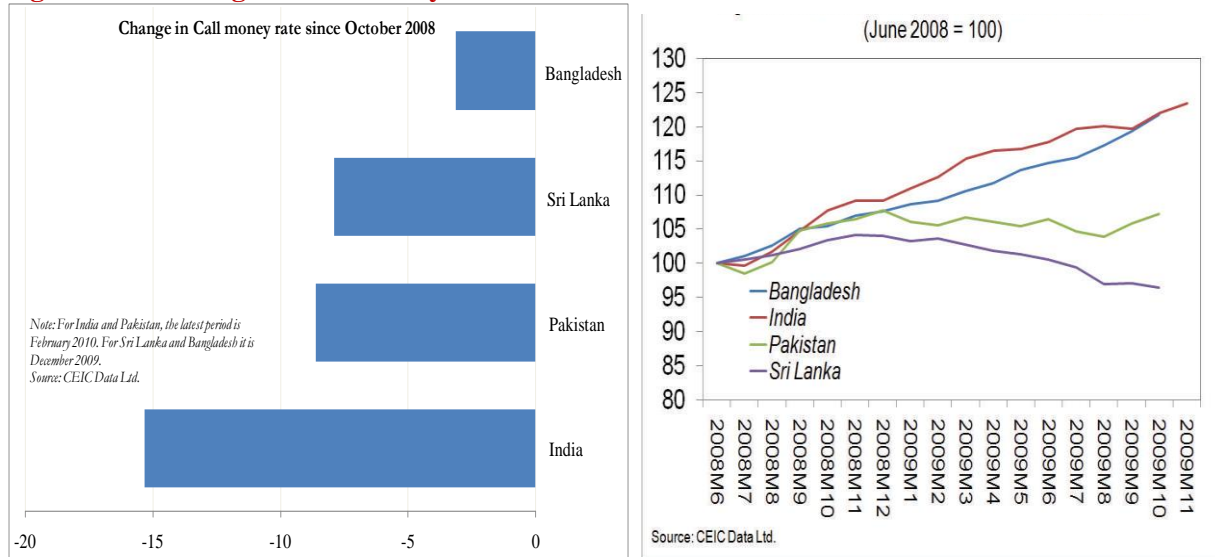 Change in Call money rate since October 2008
Bangladesh
Sri Lanka
Pakistan
India
Note: For India and Pakistan, the latest period is
February 2010. For Sri Lanka and Bangladesh it is
December 2009.
Source: CEIC Data Ltd.
-20 -15 -10 -5 0
(June 2008 = 100)
130
125
120
115
110
105
100
95
90
85
80
Bangladesh
India
Pakistan
Sri Lanka
2008M6
2008M7
2008M8
2008M9
2008M10
2008M11
2008M12
2009M1
2009M2
2009M3
2009M4
2009M5
2009M6
2009M7
2009M8
2009M9
2009M10
2009M11
Source: CEIC Data Ltd.